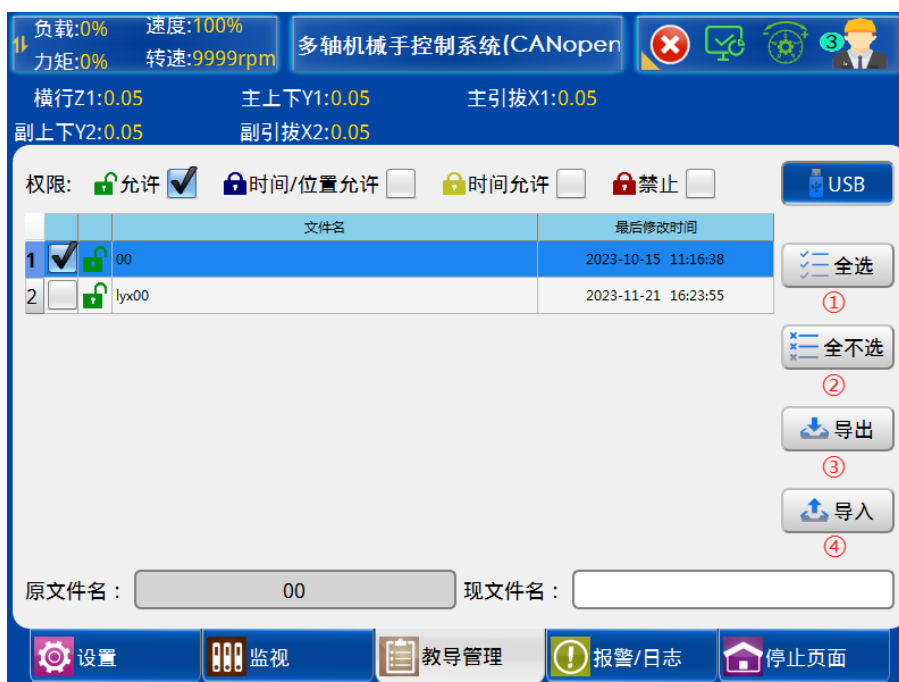 负载:0% 速度:100%
力矩:0% 转速:9999rpm
多轴机械手控制系统(CANopen
3
横行Z1:0.05 主上下Y1:0.05 主引拔X1:0.05
副上下Y2:0.05 副引拔X2:0.05
权限: 允许 时间/位置允许 时间允许 禁止 USB
文件名 最后修改时间
1 00 2023-10-15 11:16:38
2 lyx00 2023-11-21 16:23:55
全选
①
全不选
②
导出
③
导入
④
原文件名: 00 现文件名:
设置 监视 教导管理 报警/日志 停止页面